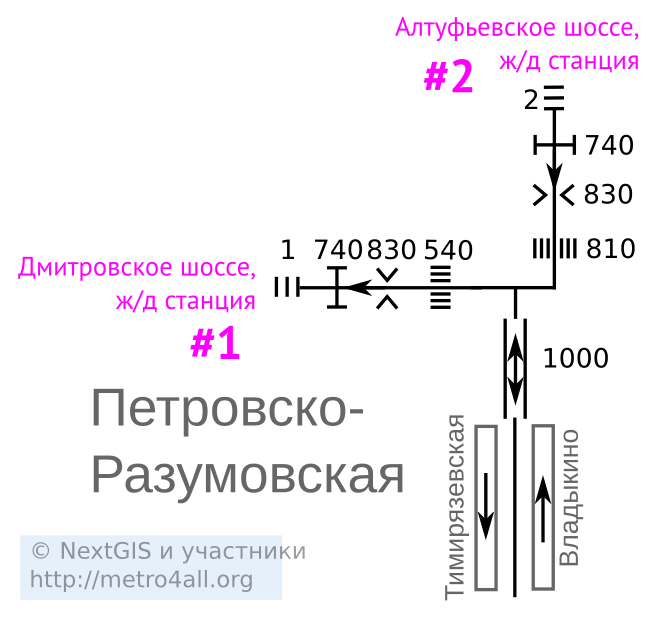 Алтуфьевское шоссе,
ж/д станция
#2
2
740
830
810
1 740 830 540
Дмитровское шоссе,
ж/д станция
#1
1000
Петровско-
Разумовская
Тимирязевская
Владыкино
© NextGIS и участники
http://metro4all.org